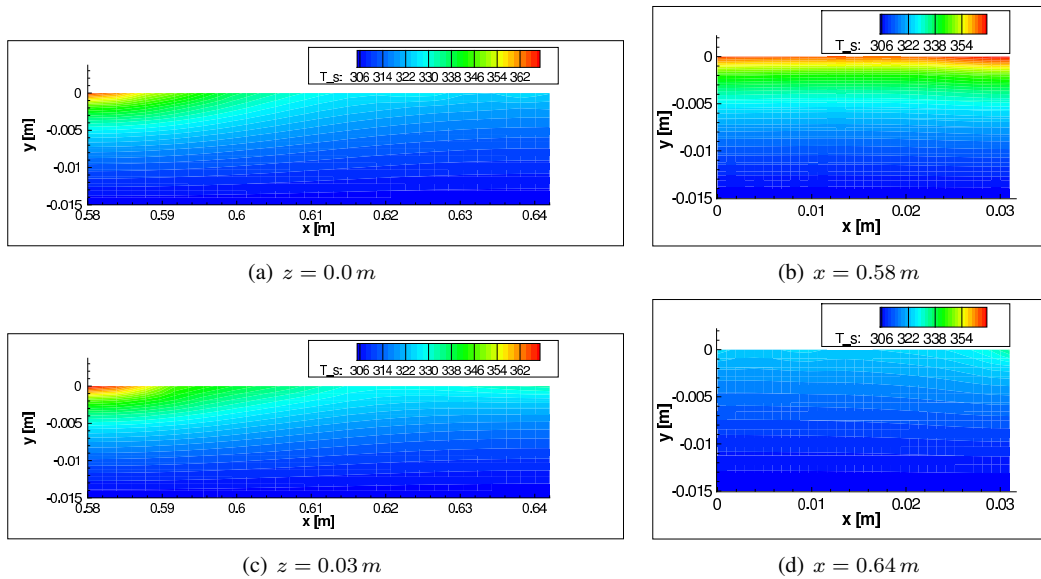 T_s: 306 314 322 330 338 346 354 362
0
-0.005
-0.01
-0.015
y [m]
0.58 0.59 0.6 0.61 0.62 0.63 0.64
x [m]
(a) z = 0.0 m
T_s: 306 322 338 354
0
-0.005
-0.01
-0.015
y [m]
0 0.01 0.02 0.03
x [m]
(b) x = 0.58 m
T_s: 306 314 322 330 338 346 354 362
0
-0.005
-0.01
-0.015
y [m]
0.58 0.59 0.6 0.61 0.62 0.63 0.64
x [m]
(c) z = 0.03 m
T_s: 306 322 338 354
0
-0.005
-0.01
-0.015
y [m]
0 0.01 0.02 0.03
x [m]
(d) x = 0.64 m